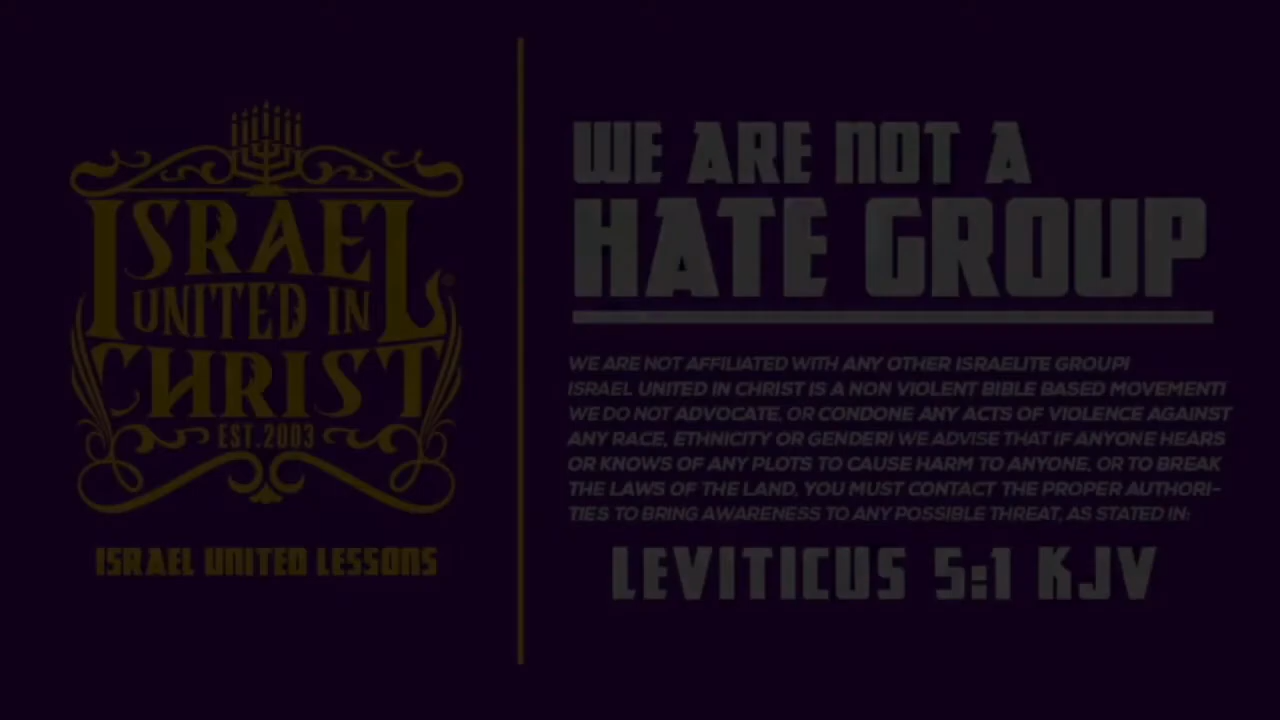 ISRAEL
UNITED IN
CHRIST
EST.2003
ISRAEL UNITED LESSONS
WE ARE NOT A
HATE GROUP
WE ARE NOT AFFILIATED WITH ANY OTHER ISRAELITE GROUP!
ISRAEL UNITED IN CHRIST IS A NON VIOLENT BIBLE BASED MOVEMENT!
WE DO NOT ADVOCATE, OR CONDONE ANY ACTS OF VIOLENCE AGAINST
ANY RACE, ETHNICITY OR GENDER! WE ADVISE THAT IF ANYONE HEARS
OR KNOWS OF ANY PLOTS TO CAUSE HARM TO ANYONE, OR TO BREAK
THE LAWS OF THE LAND, YOU MUST CONTACT THE PROPER AUTHORI-
TIES TO BRING AWARENESS TO ANY POSSIBLE THREAT, AS STATED IN:
LEVITICUS 5:1 KJV